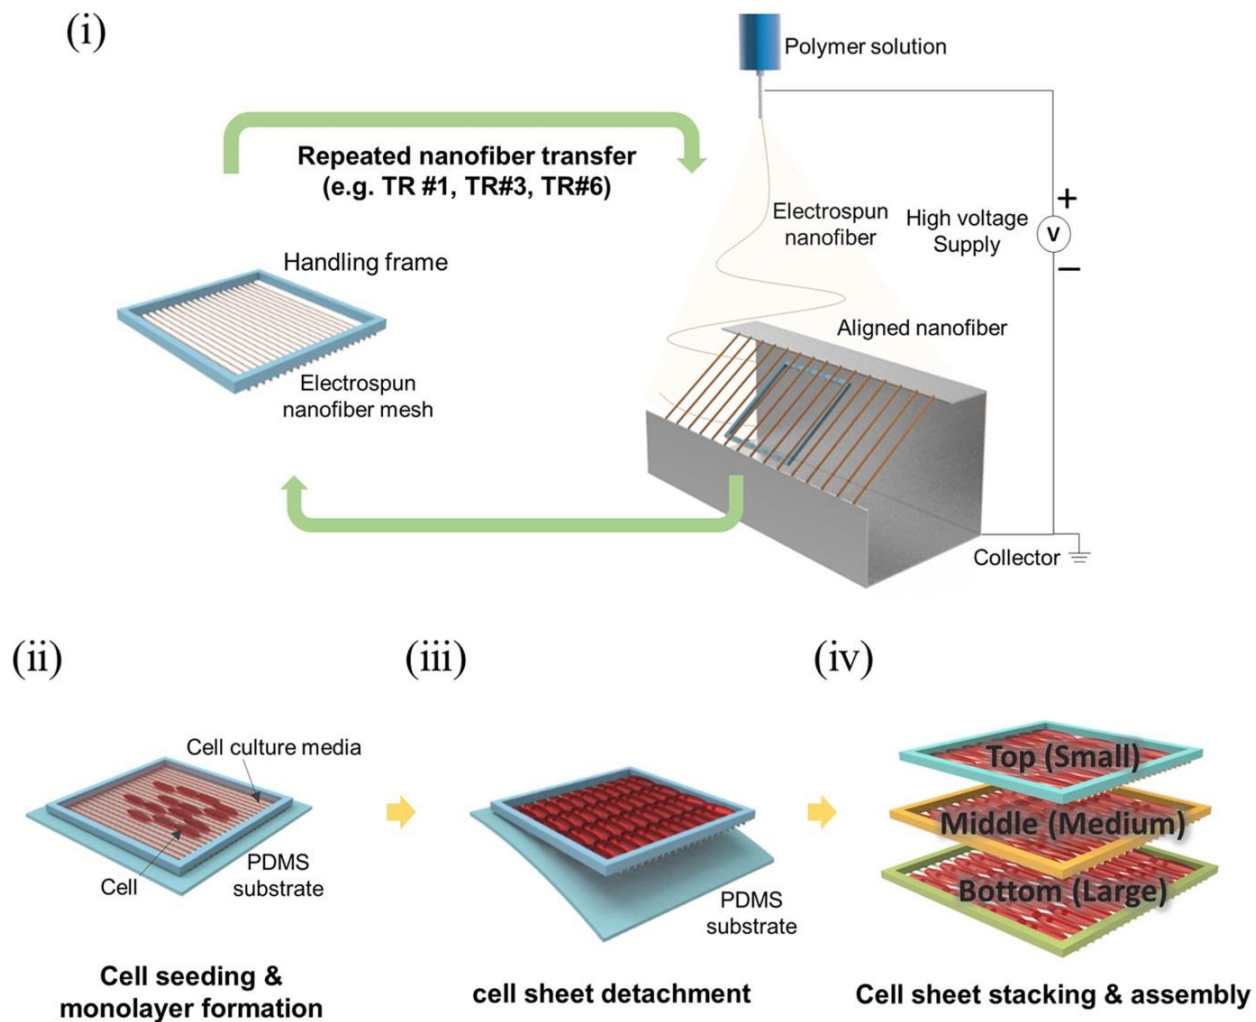 (i)
Polymer solution
Repeated nanofiber transfer
(e.g. TR #1, TR#3, TR#6)
Electrospun
nanofiber
High voltage
Supply
+
V
−
Handling frame
Aligned nanofiber
Electrospun
nanofiber mesh
Collector
(ii)
Cell culture media
Cell
PDMS
substrate
Cell seeding &
monolayer formation
(iii)
PDMS
substrate
cell sheet detachment
(iv)
Top (Small)
Middle (Medium)
Bottom (Large)
Cell sheet stacking & assembly